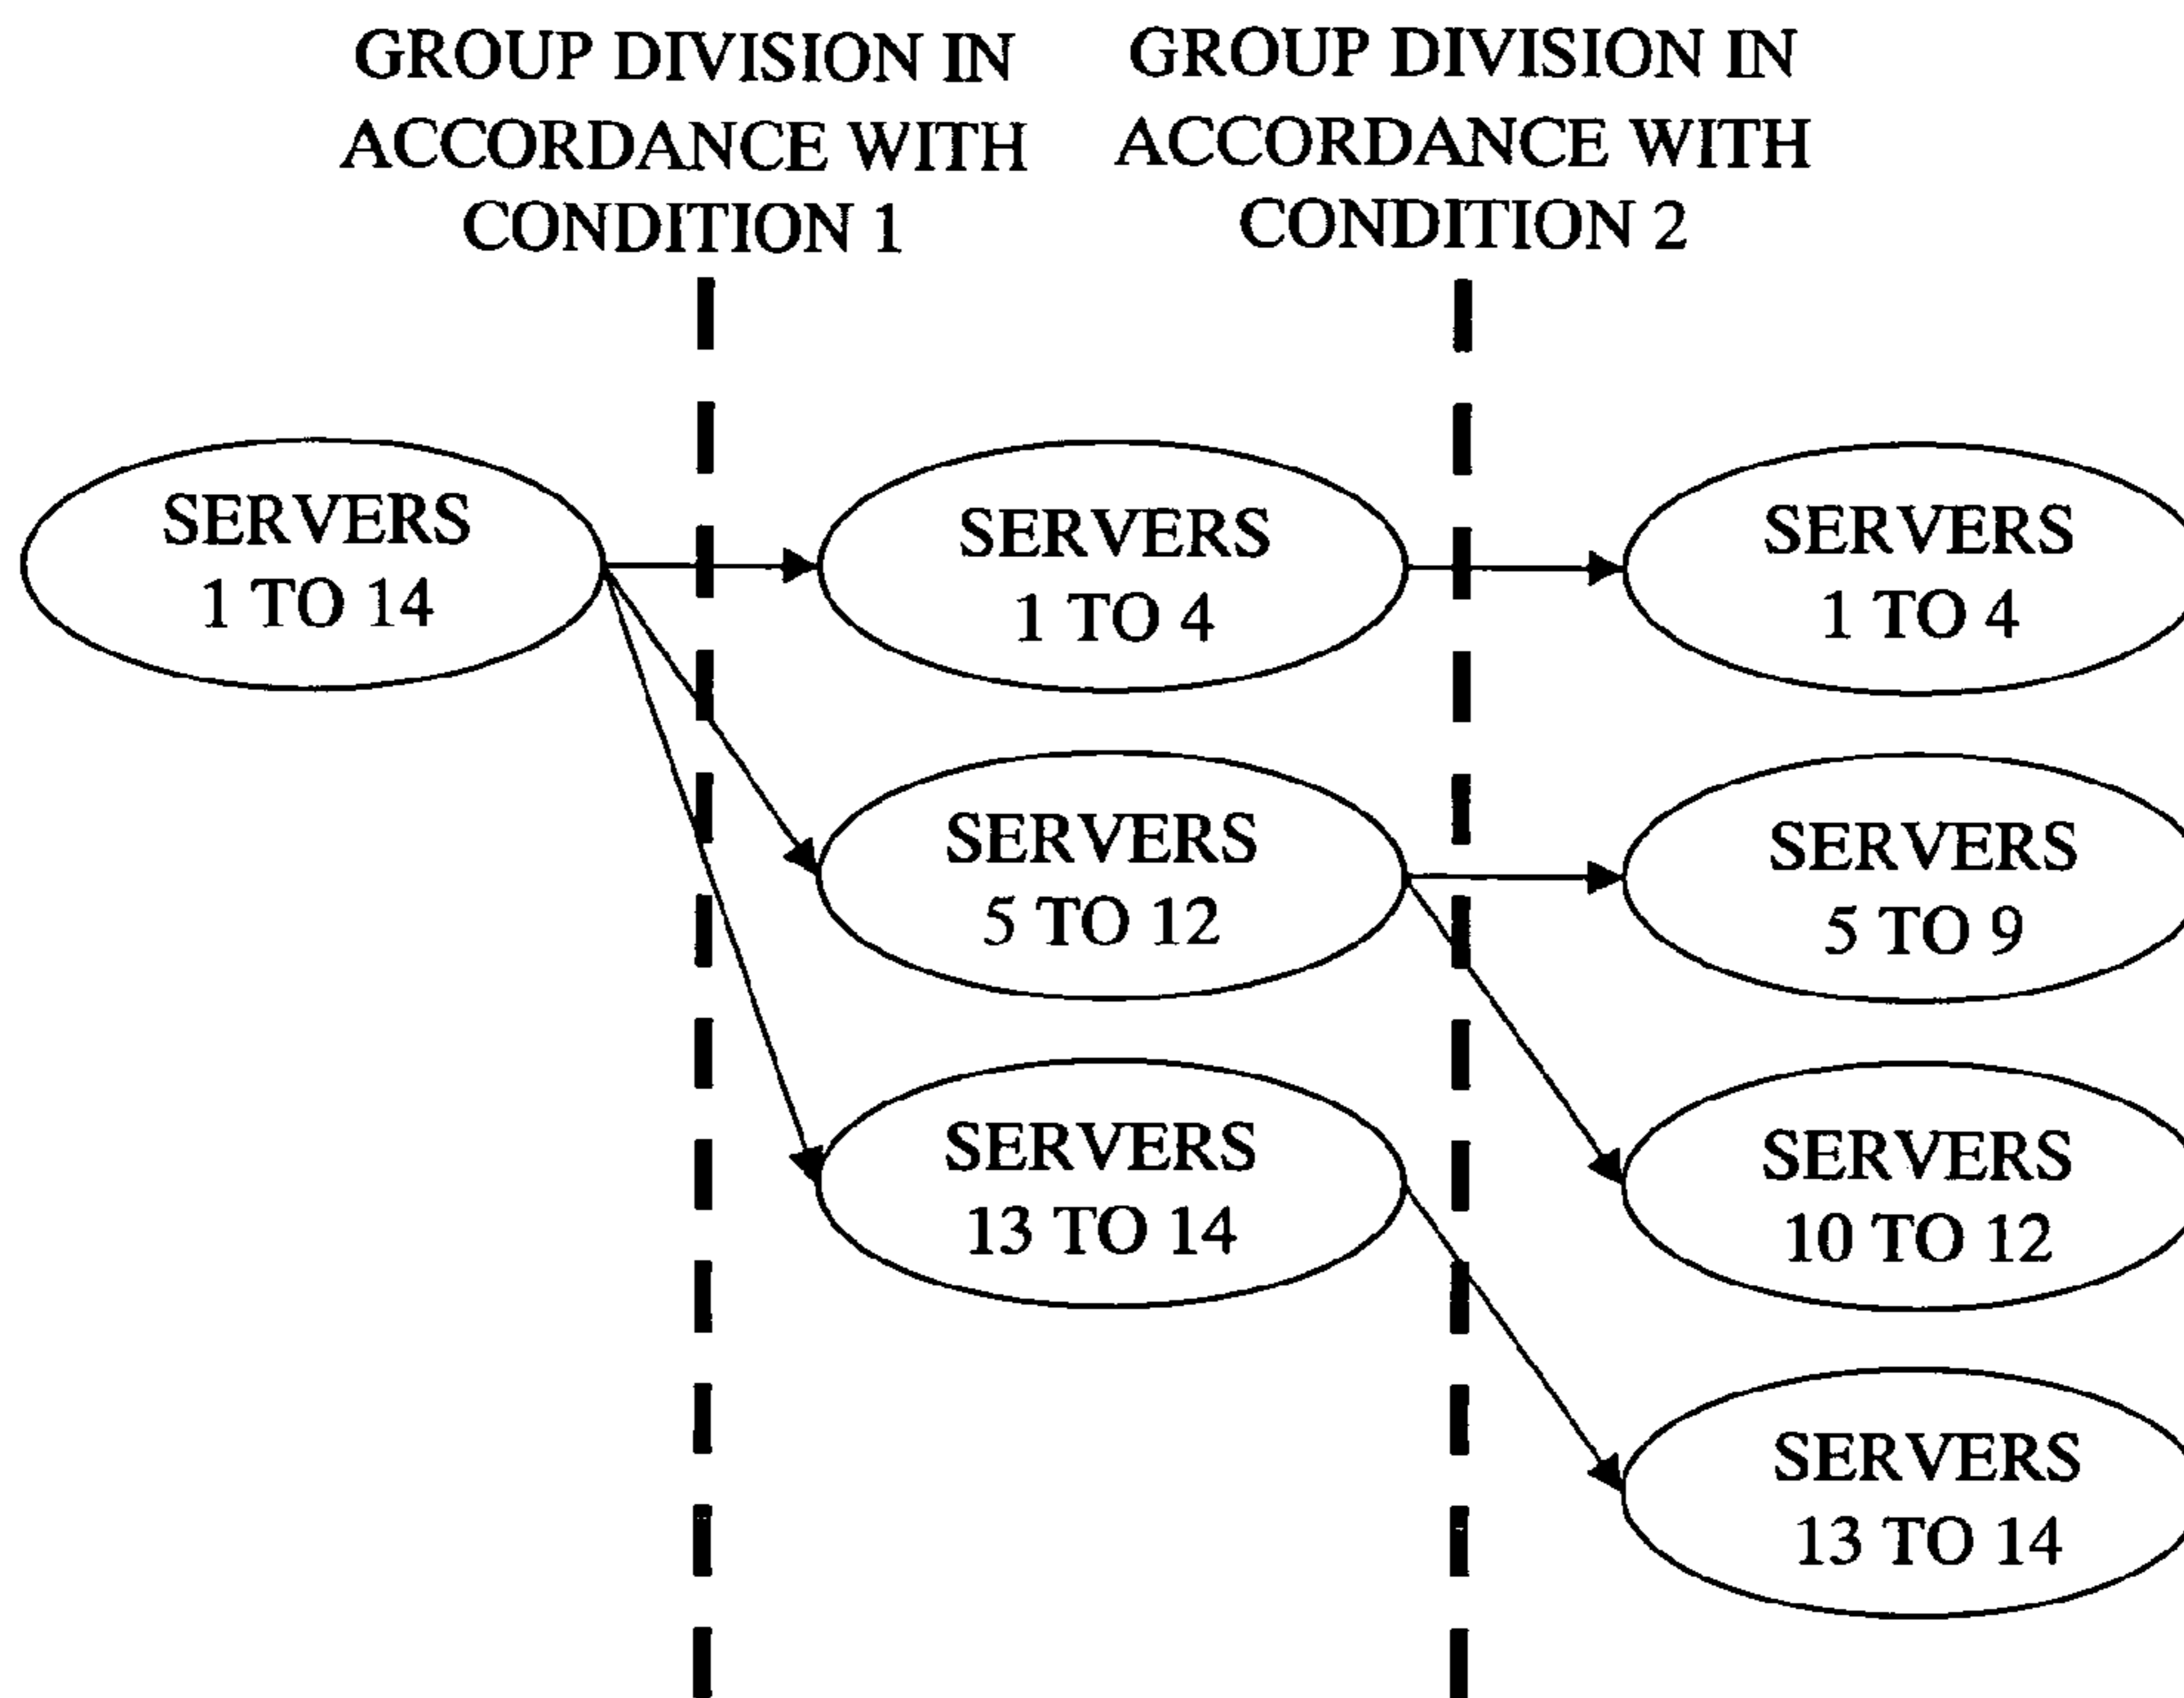 GROUP DIVISION IN
ACCORDANCE WITH
CONDITION 1
GROUP DIVISION IN
ACCORDANCE WITH
CONDITION 2
SERVERS
1 TO 14
SERVERS
1 TO 4
SERVERS
1 TO 4
SERVERS
5 TO 12
SERVERS
5 TO 9
SERVERS
13 TO 14
SERVERS
10 TO 12
SERVERS
13 TO 14